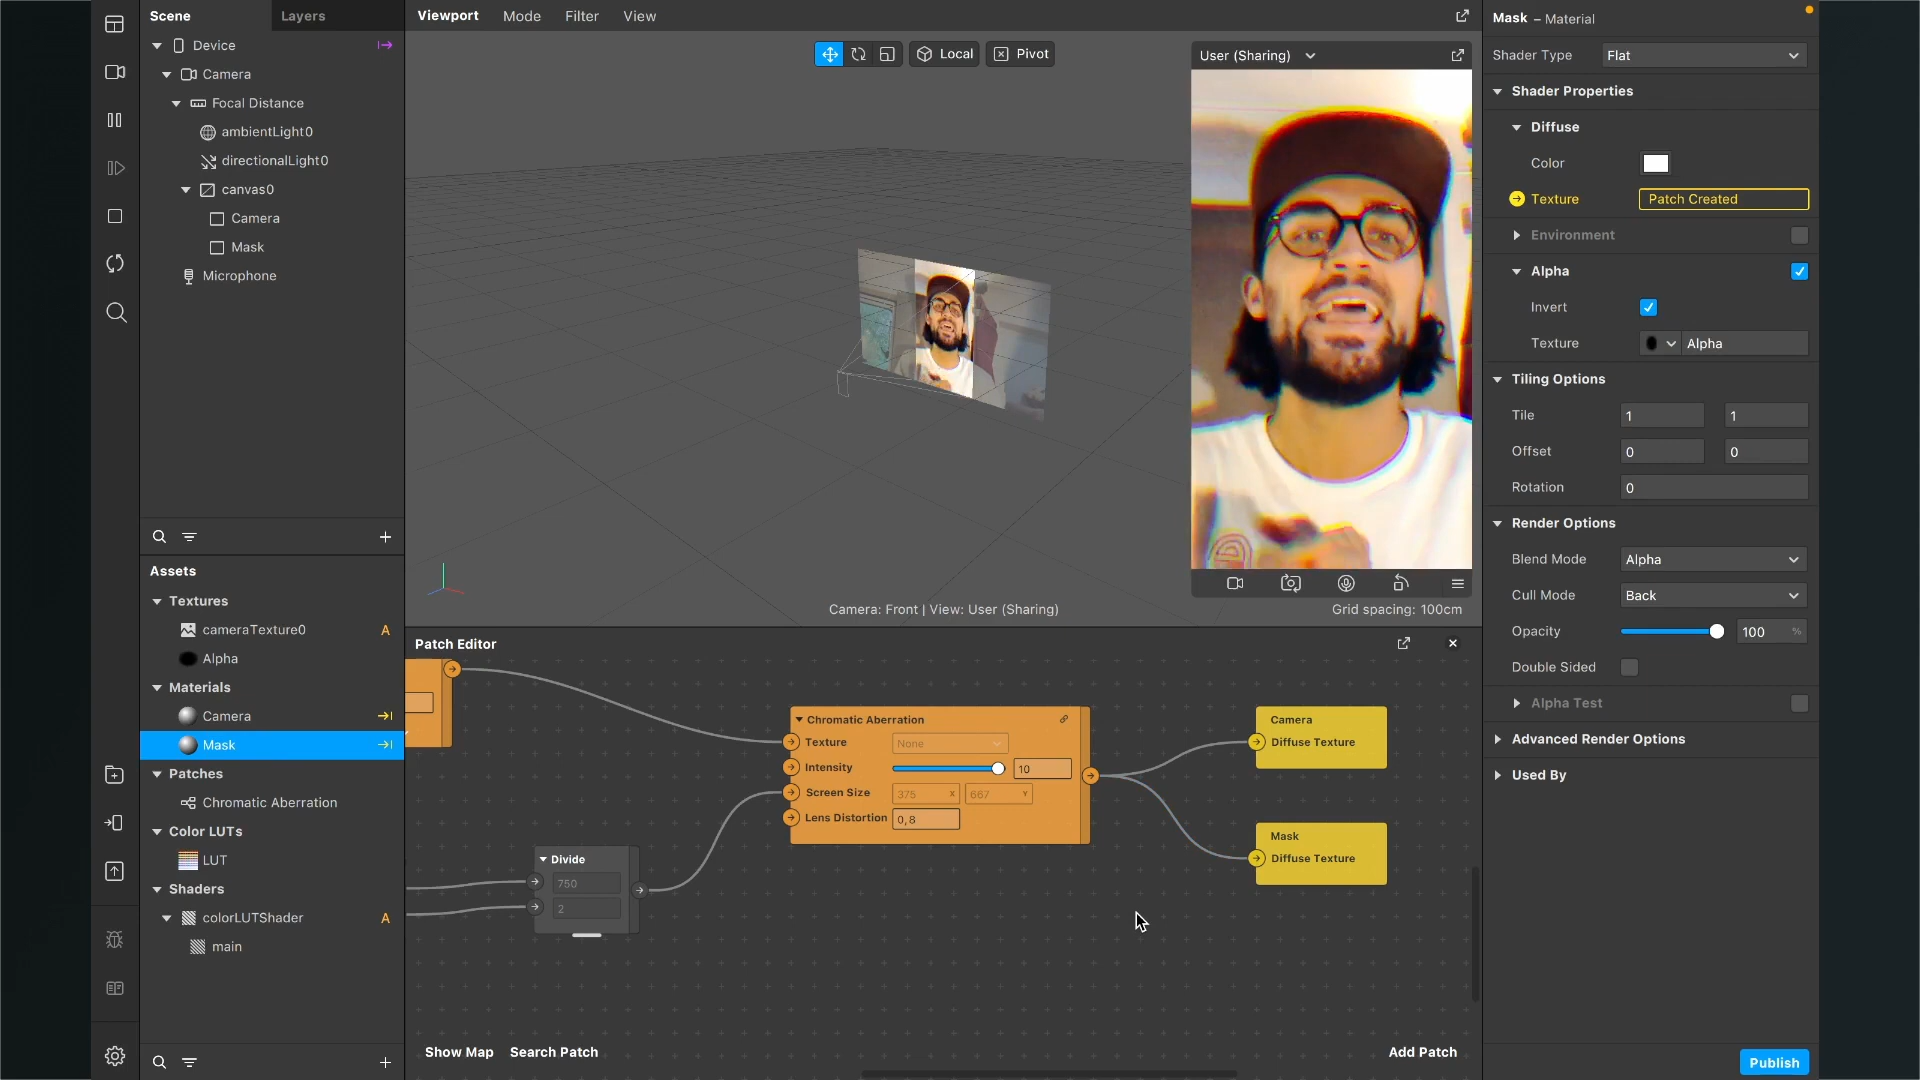 Scene
Layers
Device
Camera
Focal Distance
ambientLight0
directionalLight0
canvas0
Camera
Mask
Microphone
Assets
Textures
cameraTexture0 A
Alpha
Materials
Camera
Mask
Patches
Chromatic Aberration
Color LUTs
LUT
Shaders
colorLUTShader A
main
Viewport Mode Filter View
Local Pivot
User (Sharing)
Camera: Front | View: User (Sharing)
Grid spacing: 100cm
Patch Editor
Chromatic Aberration
Texture None
Intensity 10
Screen Size 375 X 667 Y
Lens Distortion 0,8
Divide
750
2
Camera
Diffuse Texture
Mask
Diffuse Texture
Show Map Search Patch
Add Patch
Mask – Material
Shader Type Flat
Shader Properties
Diffuse
Color
Texture Patch Created
Environment
Alpha
Invert
Texture Alpha
Tiling Options
Tile 1 1
Offset 0 0
Rotation 0
Render Options
Blend Mode Alpha
Cull Mode Back
Opacity 100 %
Double Sided
Alpha Test
Advanced Render Options
Used By
Publish